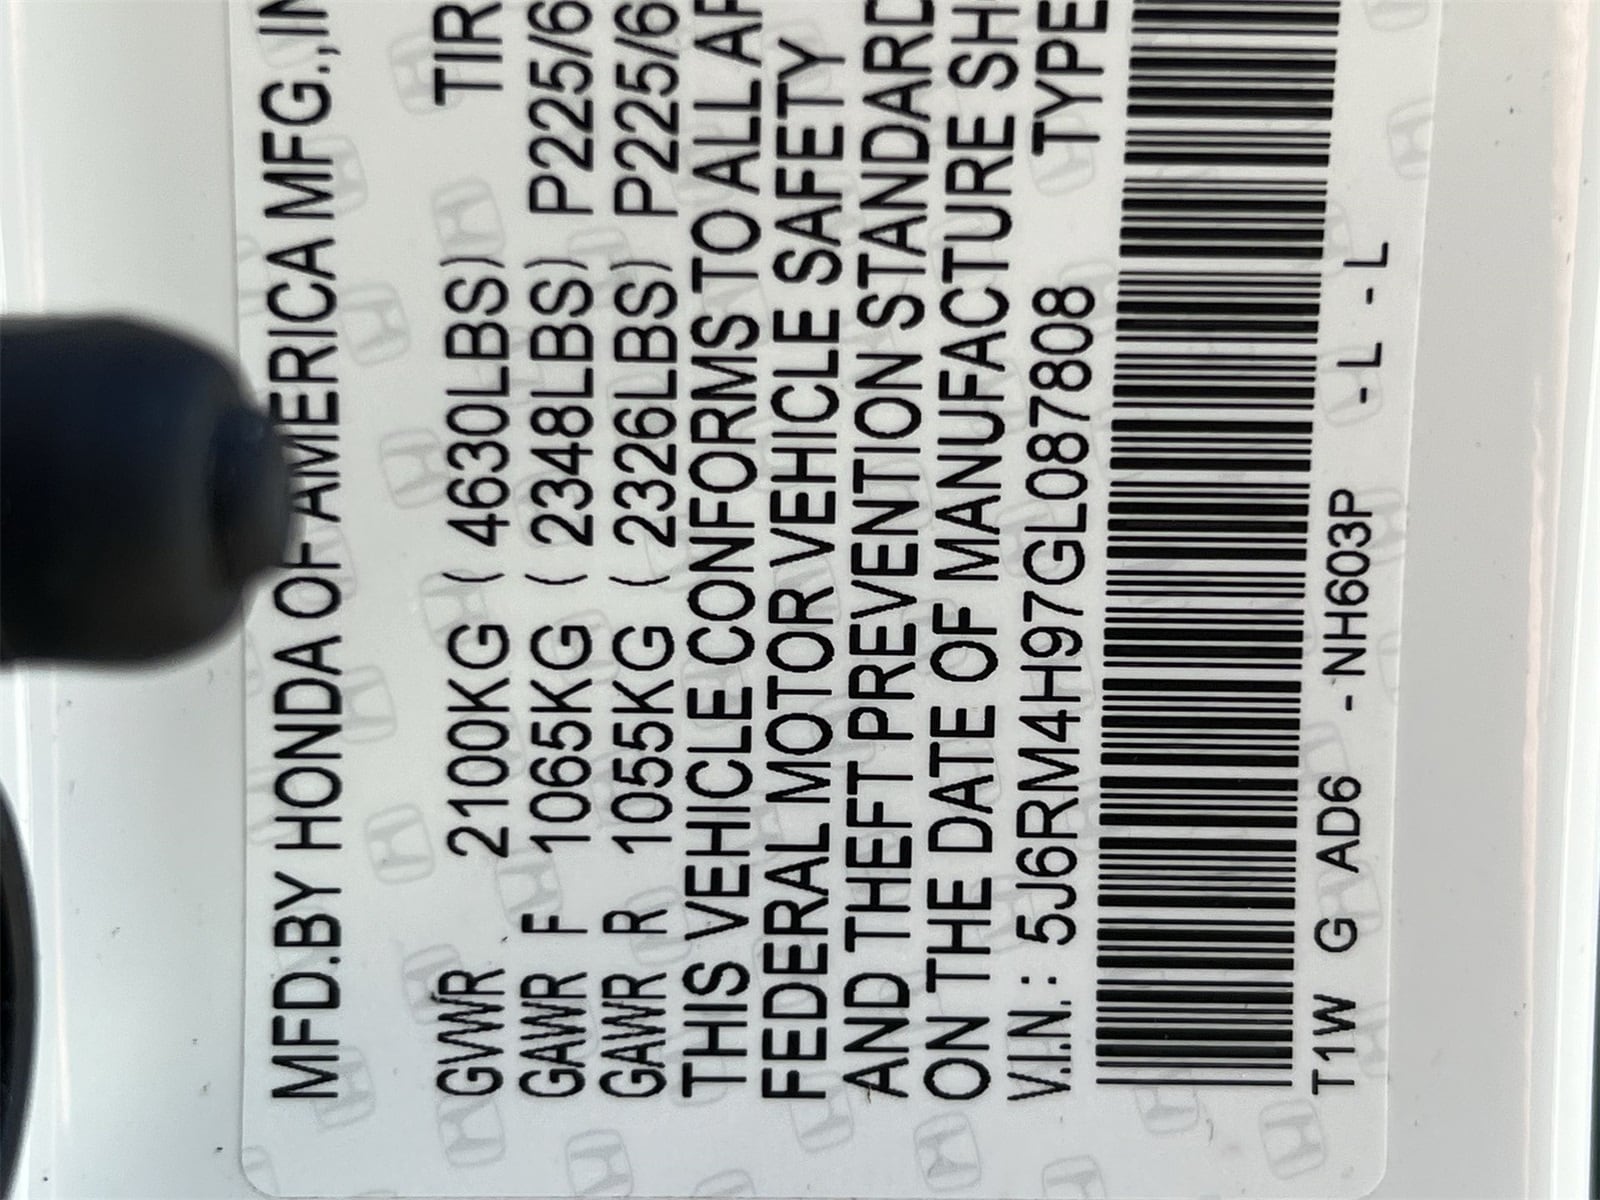 MFD.BY HONDA OF AMERICA MFG.,IN
GVWR 2100KG ( 4630LBS) TIR
GAWR F 1065KG ( 2348LBS) P225/6
GAWR R 1055KG ( 2326LBS) P225/6
THIS VEHICLE CONFORMS TO ALL AP
FEDERAL MOTOR VEHICLE SAFETY
AND THEFT PREVENTION STANDARD
ON THE DATE OF MANUFACTURE SH
V.I.N.: 5J6RM4H97GL087808 TYPE
T1W G AD6 - NH603P - L - L